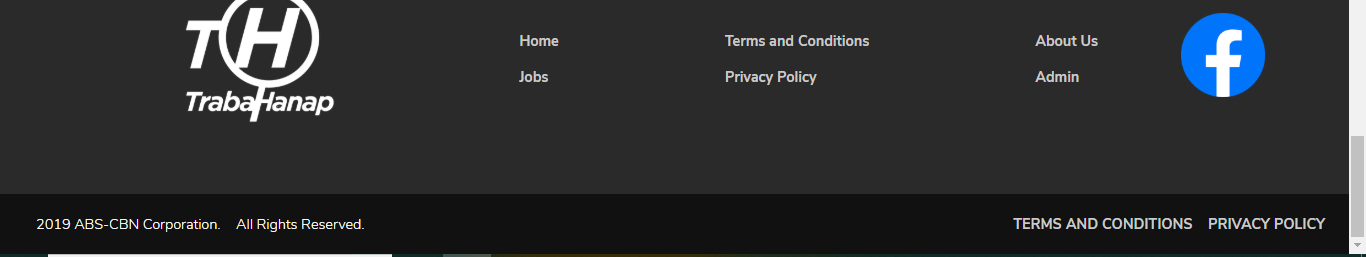 TH
TrabaHanap
Home
Jobs
Terms and Conditions
Privacy Policy
About Us
Admin
2019 ABS-CBN Corporation. All Rights Reserved.
TERMS AND CONDITIONS PRIVACY POLICY